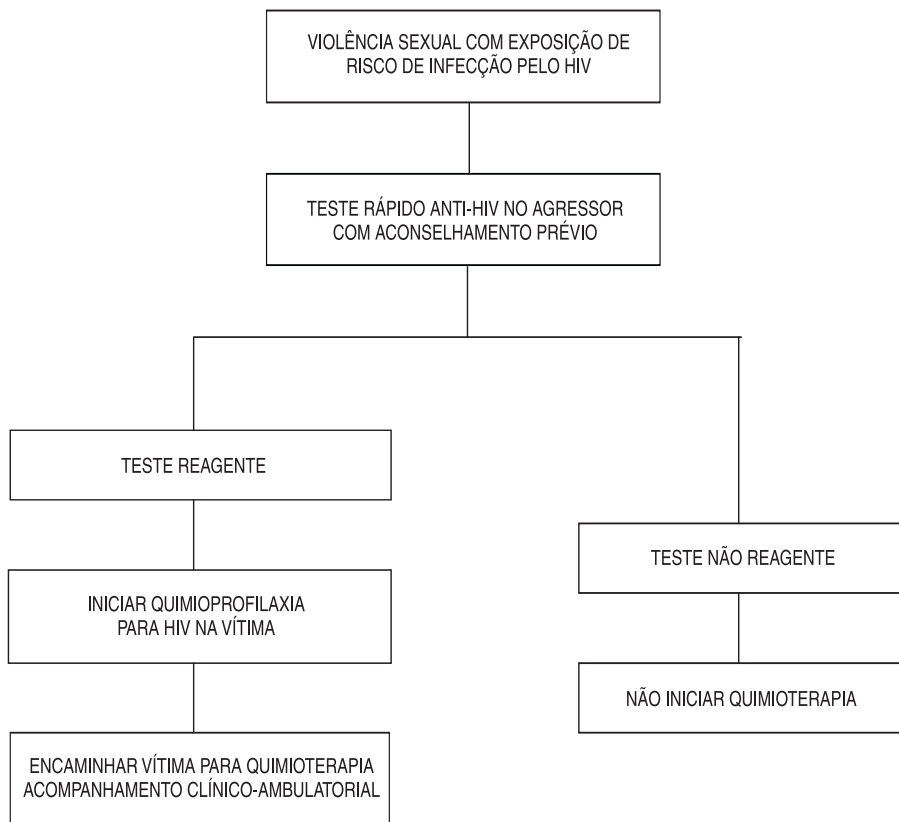 VIOLÊNCIA SEXUAL COM EXPOSIÇÃO DE
RISCO DE INFECÇÃO PELO HIV
TESTE RÁPIDO ANTI-HIV NO AGRESSOR
COM ACONSELHAMENTO PRÉVIO
TESTE REAGENTE
INICIAR QUIMIOPROFILAXIA
PARA HIV NA VÍTIMA
ENCAMINHAR VÍTIMA PARA QUIMIOTERAPIA
ACOMPANHAMENTO CLÍNICO-AMBULATORIAL
TESTE NÃO REAGENTE
NÃO INICIAR QUIMIOTERAPIA